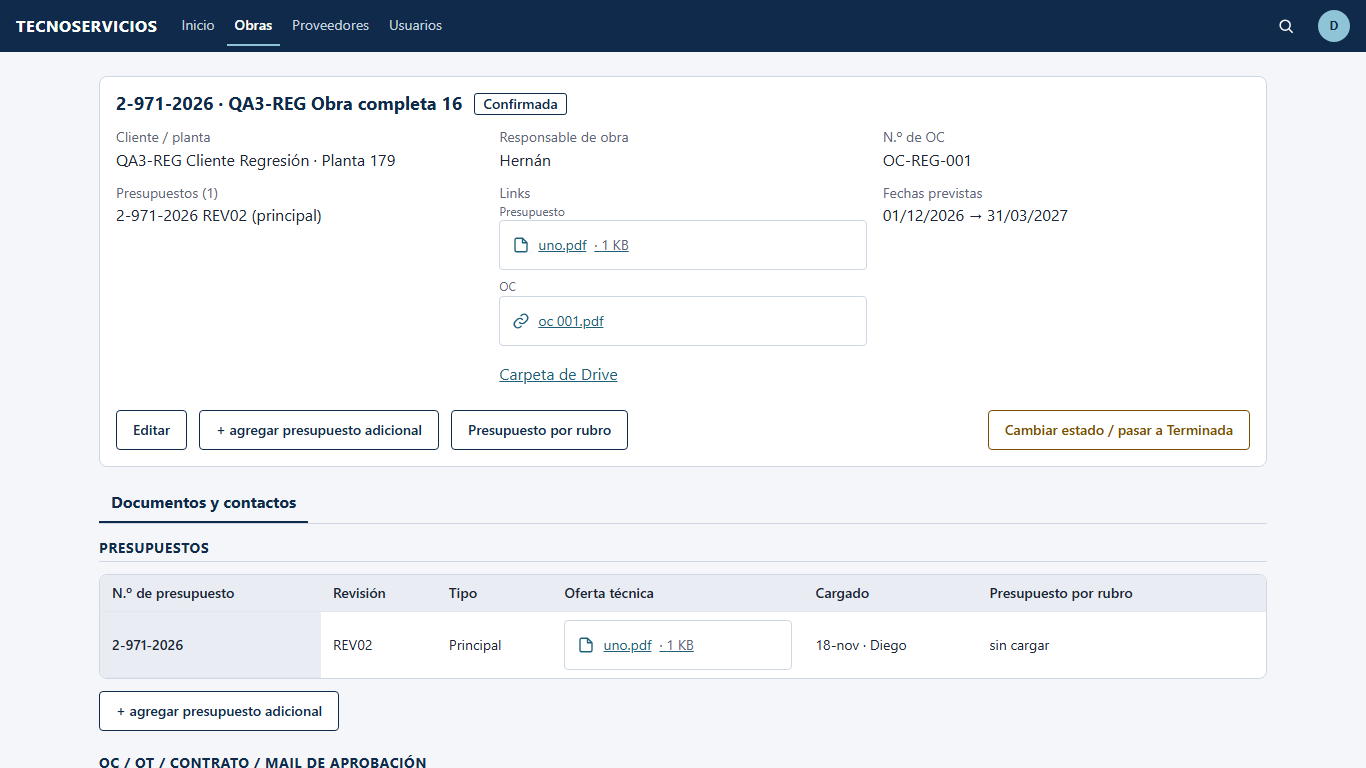 TECNOSERVICIOS Inicio Obras Proveedores Usuarios D
2-971-2026 · QA3-REG Obra completa 16 Confirmada
Cliente / planta
QA3-REG Cliente Regresión · Planta 179
Responsable de obra
Hernán
N.º de OC
OC-REG-001
Presupuestos (1)
2-971-2026 REV02 (principal)
Links
Presupuesto
uno.pdf · 1 KB
OC
oc 001.pdf
Carpeta de Drive
Fechas previstas
01/12/2026 → 31/03/2027
Editar + agregar presupuesto adicional Presupuesto por rubro Cambiar estado / pasar a Terminada
Documentos y contactos
PRESUPUESTOS
N.º de presupuesto Revisión Tipo Oferta técnica Cargado Presupuesto por rubro
2-971-2026 REV02 Principal uno.pdf · 1 KB 18-nov · Diego sin cargar
+ agregar presupuesto adicional
OC / OT / CONTRATO / MAIL DE APROBACIÓN